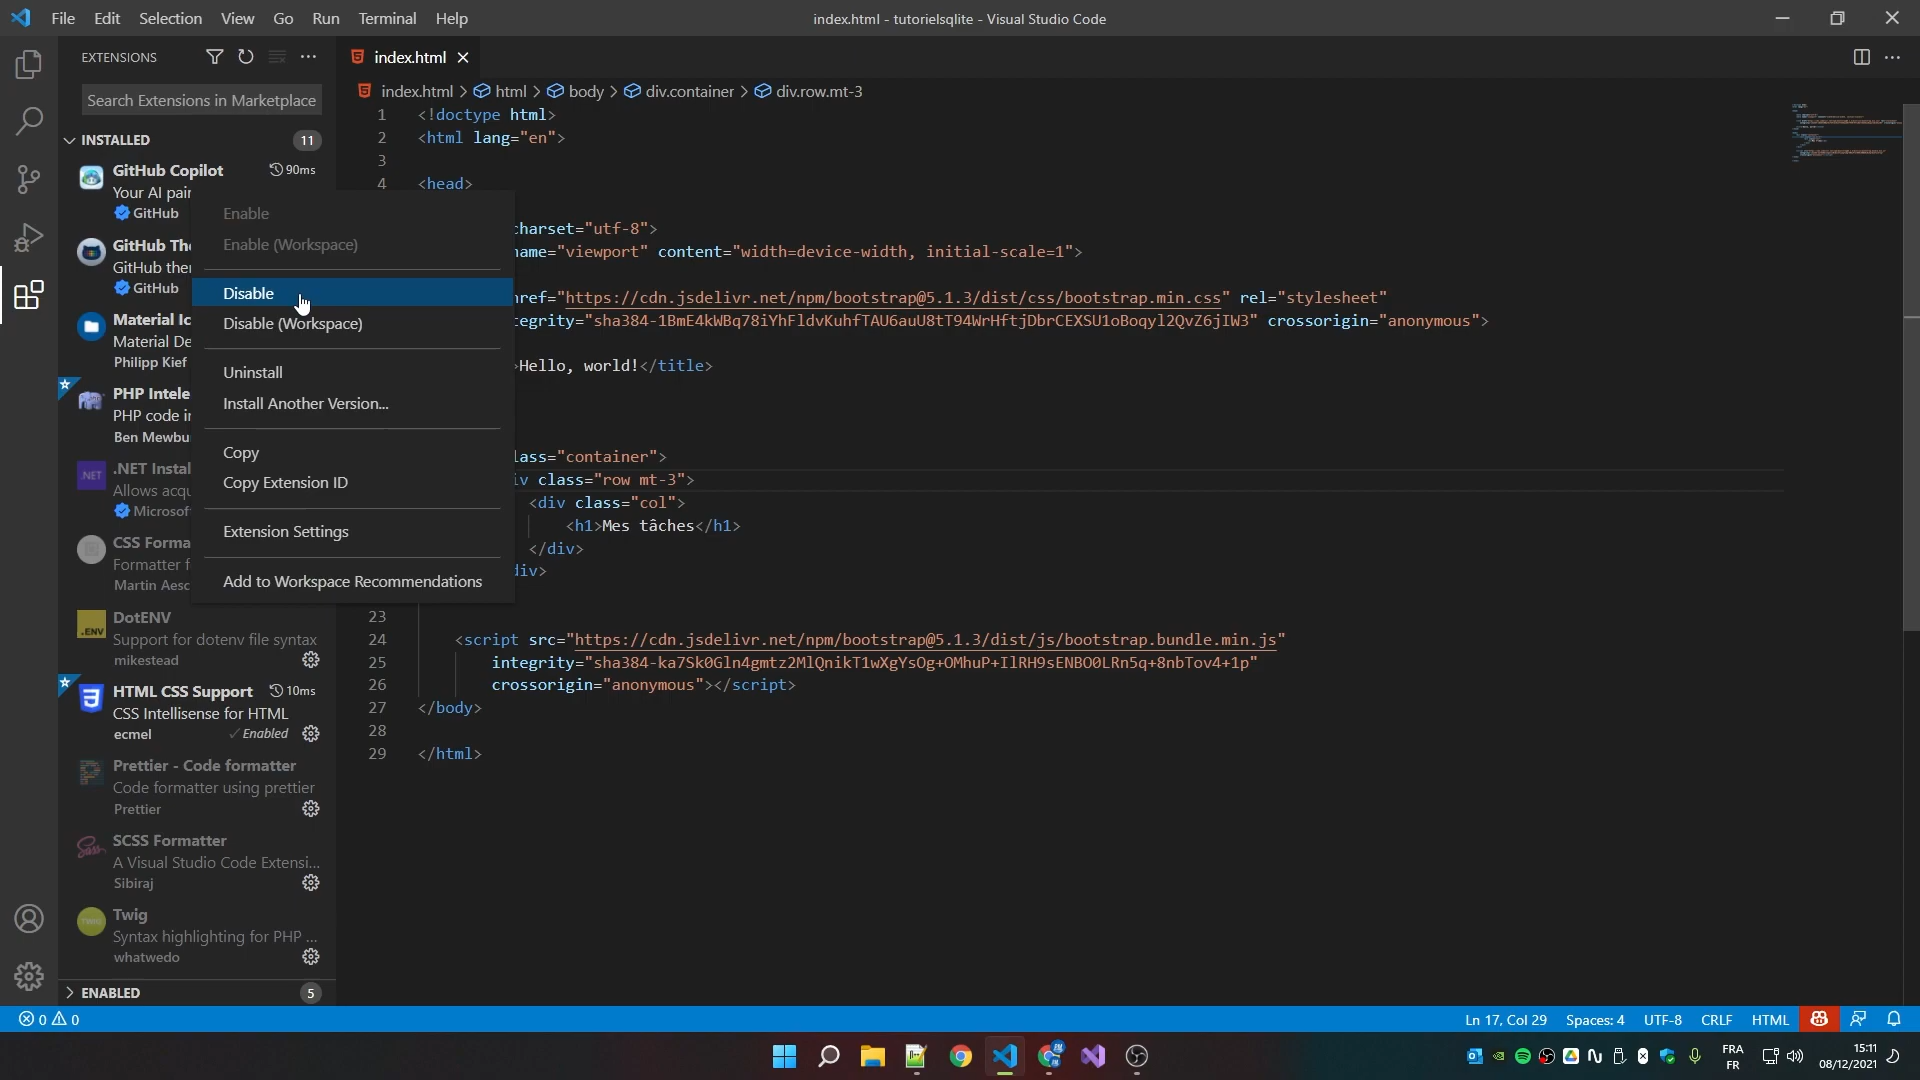 File Edit Selection View Go Run Terminal Help
index.html - tutorielsqlite - Visual Studio Code
EXTENSIONS
index.html
Search Extensions in Marketplace
index.html > html > body > div.container > div.row.mt-3
INSTALLED 11
GitHub Copilot 90ms
Your AI pair
GitHub
GitHub The
GitHub then
GitHub
Material Ic
Material De
Philipp Kief
PHP Intele
PHP code in
Ben Mewbu
.NET Instal
Allows acqu
Microsof
CSS Forma
Formatter f
Martin Aesc
DotENV
Support for dotenv file syntax
mikestead
HTML CSS Support 10ms
CSS Intellisense for HTML
ecmel ✓ Enabled
Prettier - Code formatter
Code formatter using prettier
Prettier
SCSS Formatter
A Visual Studio Code Extensi...
Sibiraj
Twig
Syntax highlighting for PHP ...
whatwedo
ENABLED 5
Enable
Enable (Workspace)
Disable
Disable (Workspace)
Uninstall
Install Another Version...
Copy
Copy Extension ID
Extension Settings
Add to Workspace Recommendations
1 <!doctype html>
2 <html lang="en">
3
4 <head>
charset="utf-8">
name="viewport" content="width=device-width, initial-scale=1">
href="https://cdn.jsdelivr.net/npm/bootstrap@5.1.3/dist/css/bootstrap.min.css" rel="stylesheet"
tegrity="sha384-1BmE4kWBq78iYhFldvKuhfTAU6auU8tT94WrHftjDbrCEXSU1oBoqyl2QvZ6jIW3" crossorigin="anonymous">
>Hello, world!</title>
lass="container">
iv class="row mt-3">
<div class="col">
<h1>Mes tâches</h1>
</div>
div>
23
24 <script src="https://cdn.jsdelivr.net/npm/bootstrap@5.1.3/dist/js/bootstrap.bundle.min.js"
25 integrity="sha384-ka7Sk0Gln4gmtz2MlQnikT1wXgYsOg+OMhuP+IlRH9sENBO0LRn5q+8nbTov4+1p"
26 crossorigin="anonymous"></script>
27 </body>
28
29 </html>
0 0
Ln 17, Col 29 Spaces: 4 UTF-8 CRLF HTML
FRA
FR
15:11
08/12/2021